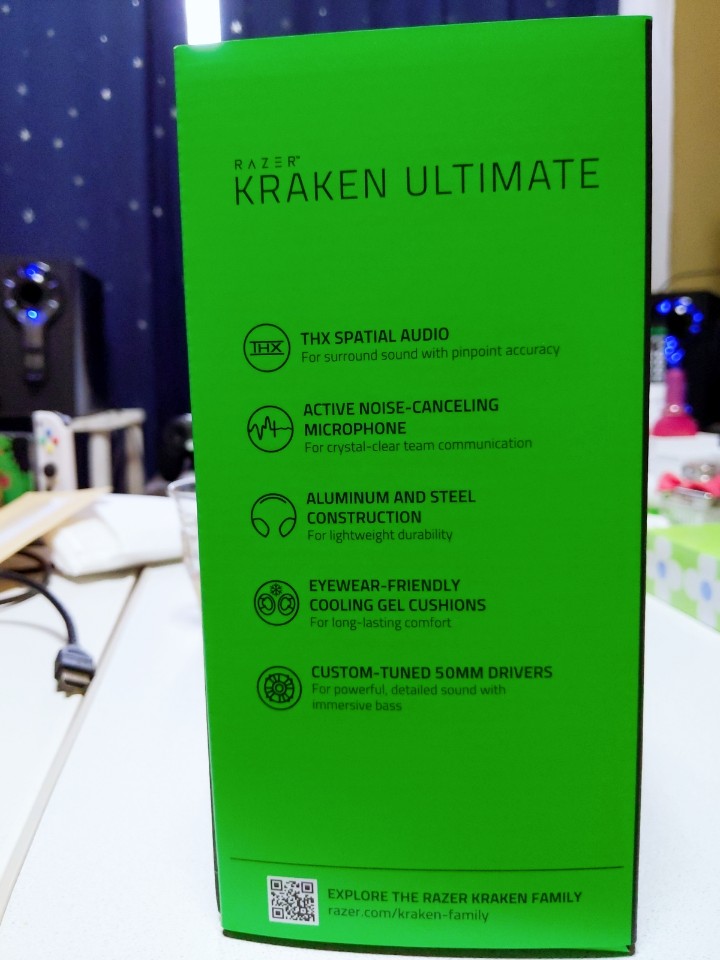 RAZER™
KRAKEN ULTIMATE
THX
THX SPATIAL AUDIO
For surround sound with pinpoint accuracy
ACTIVE NOISE-CANCELING
MICROPHONE
For crystal-clear team communication
ALUMINUM AND STEEL
CONSTRUCTION
For lightweight durability
EYEWEAR-FRIENDLY
COOLING GEL CUSHIONS
For long-lasting comfort
CUSTOM-TUNED 50MM DRIVERS
For powerful, detailed sound with
immersive bass
EXPLORE THE RAZER KRAKEN FAMILY
razer.com/kraken-family